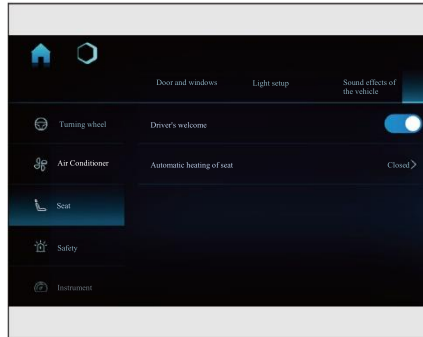 Door and windows
Light setup
Sound effects of
the vehicle
Turning wheel
Driver's welcome
Air Conditioner
Automatic heating of seat
Closed
Seat
Safety
Instrument